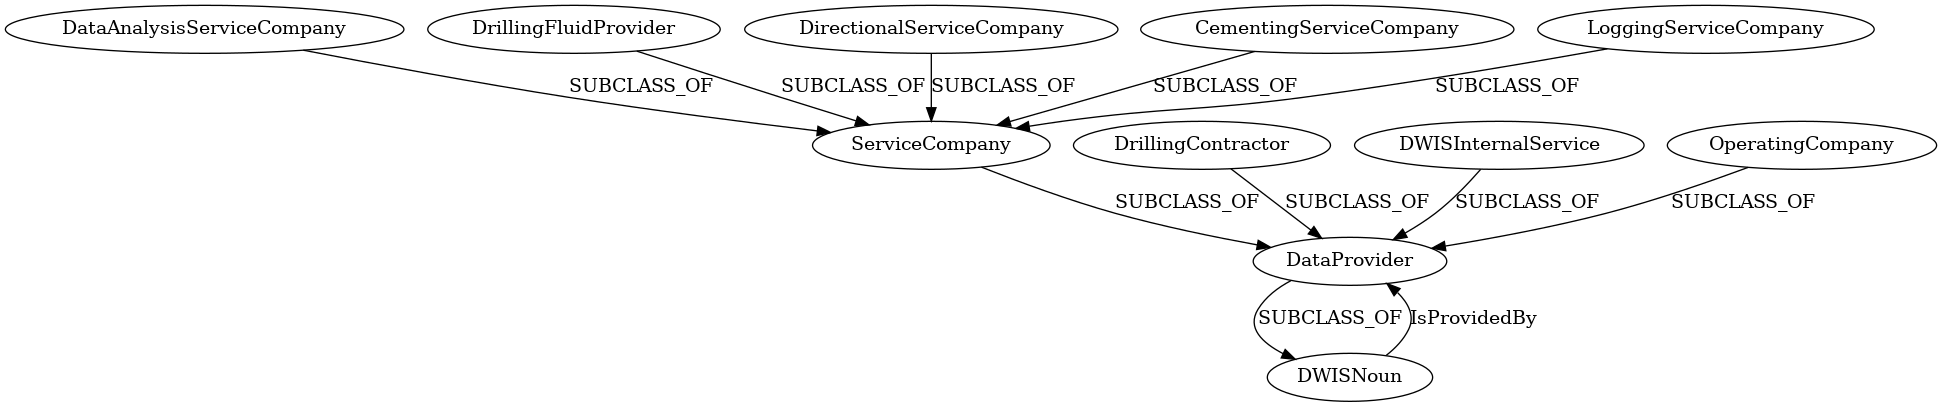 DataAnalysisServiceCompany DrillingFluidProvider DirectionalServiceCompany CementingServiceCompany LoggingServiceCompany
SUBCLASS_OF SUBCLASS_OF SUBCLASS_OF SUBCLASS_OF SUBCLASS_OF
ServiceCompany DrillingContractor DWISInternalService OperatingCompany
SUBCLASS_OF SUBCLASS_OF SUBCLASS_OF SUBCLASS_OF
DataProvider
SUBCLASS_OF IsProvidedBy
DWISNoun